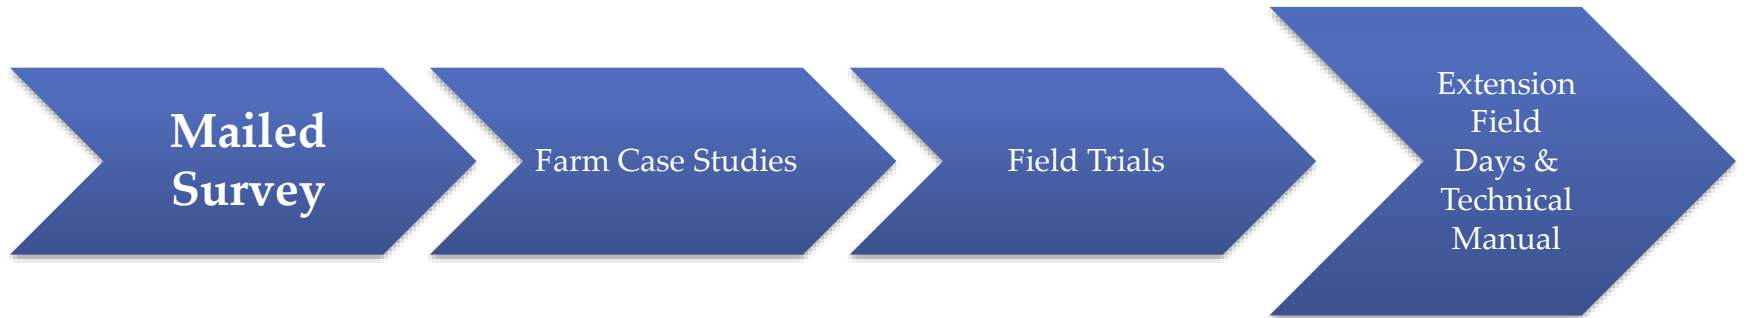 Mailed
Survey
Farm Case Studies
Field Trials
Extension
Field
Days &
Technical
Manual